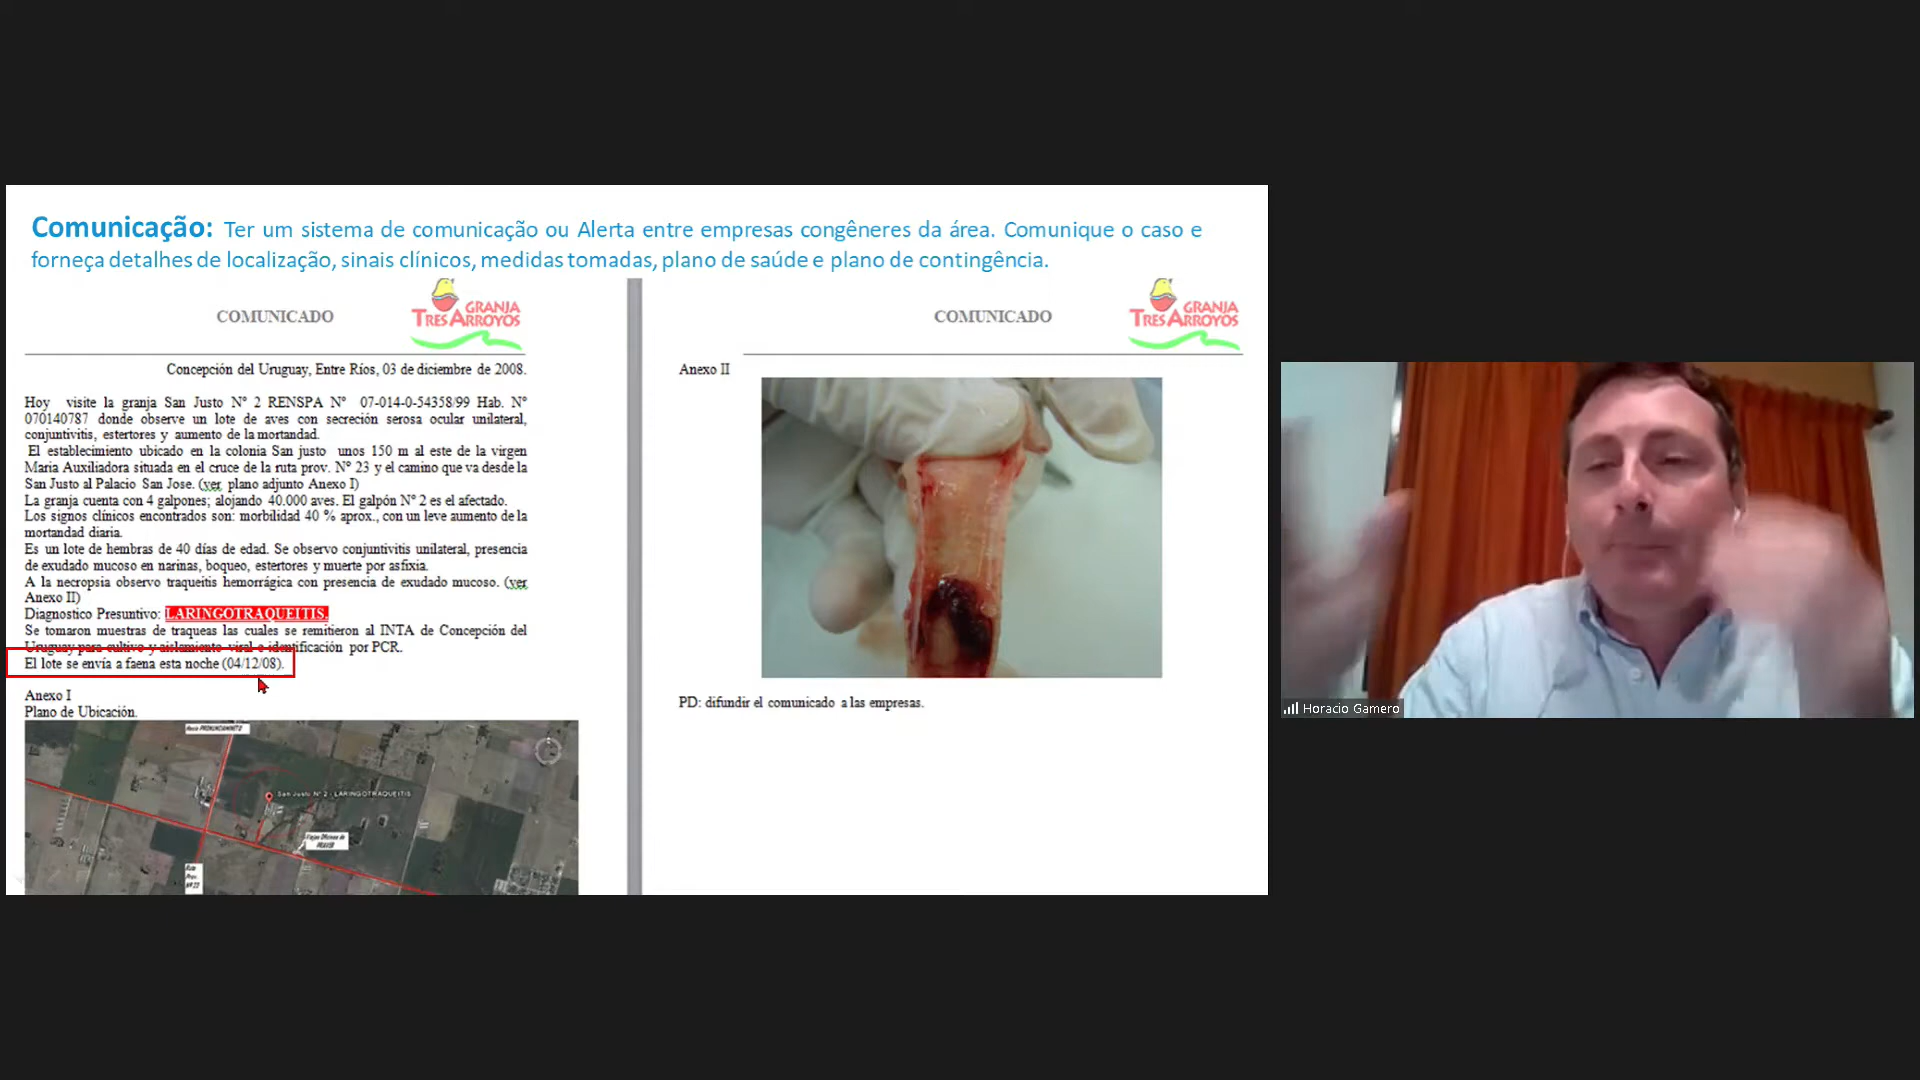 Comunicação: Ter um sistema de comunicação ou Alerta entre empresas congêneres da área. Comunique o caso e
forneça detalhes de localização, sinais clínicos, medidas tomadas, plano de saúde e plano de contingência.
COMUNICADO
GRANJA
TRES ARROYOS
Concepción del Uruguay, Entre Ríos, 03 de diciembre de 2008.
Hoy visite la granja San Justo Nº 2 RENSPA Nº 07-014-0-54358/99 Hab. Nº
070140787 donde observe un lote de aves con secreción serosa ocular unilateral,
conjuntivitis, estertores y aumento de la mortandad.
El establecimiento ubicado en la colonia San justo unos 150 m al este de la virgen
Maria Auxiliadora situada en el cruce de la ruta prov. Nº 23 y el camino que va desde la
San Justo al Palacio San Jose. (ver plano adjunto Anexo I)
La granja cuenta con 4 galpones; alojando 40.000 aves. El galpón Nº 2 es el afectado.
Los signos clínicos encontrados son: morbilidad 40 % aprox., con un leve aumento de la
mortandad diaria.
Es un lote de hembras de 40 días de edad. Se observo conjuntivitis unilateral, presencia
de exudado mucoso en narinas, boqueo, estertores y muerte por asfixia.
A la necropsia observo traqueitis hemorrágica con presencia de exudado mucoso. (ver
Anexo II)
Diagnostico Presuntivo: LARINGOTRAQUEITIS.
Se tomaron muestras de traqueas las cuales se remitieron al INTA de Concepción del
Uruguay para cultivo y aislamiento viral e identificación por PCR.
El lote se envía a faena esta noche (04/12/08).
Anexo I
Plano de Ubicación.
San Justo Nº 2 - LARINGOTRAQUEITIS
COMUNICADO
GRANJA
TRES ARROYOS
Anexo II
PD: difundir el comunicado a las empresas.
Horacio Gamero